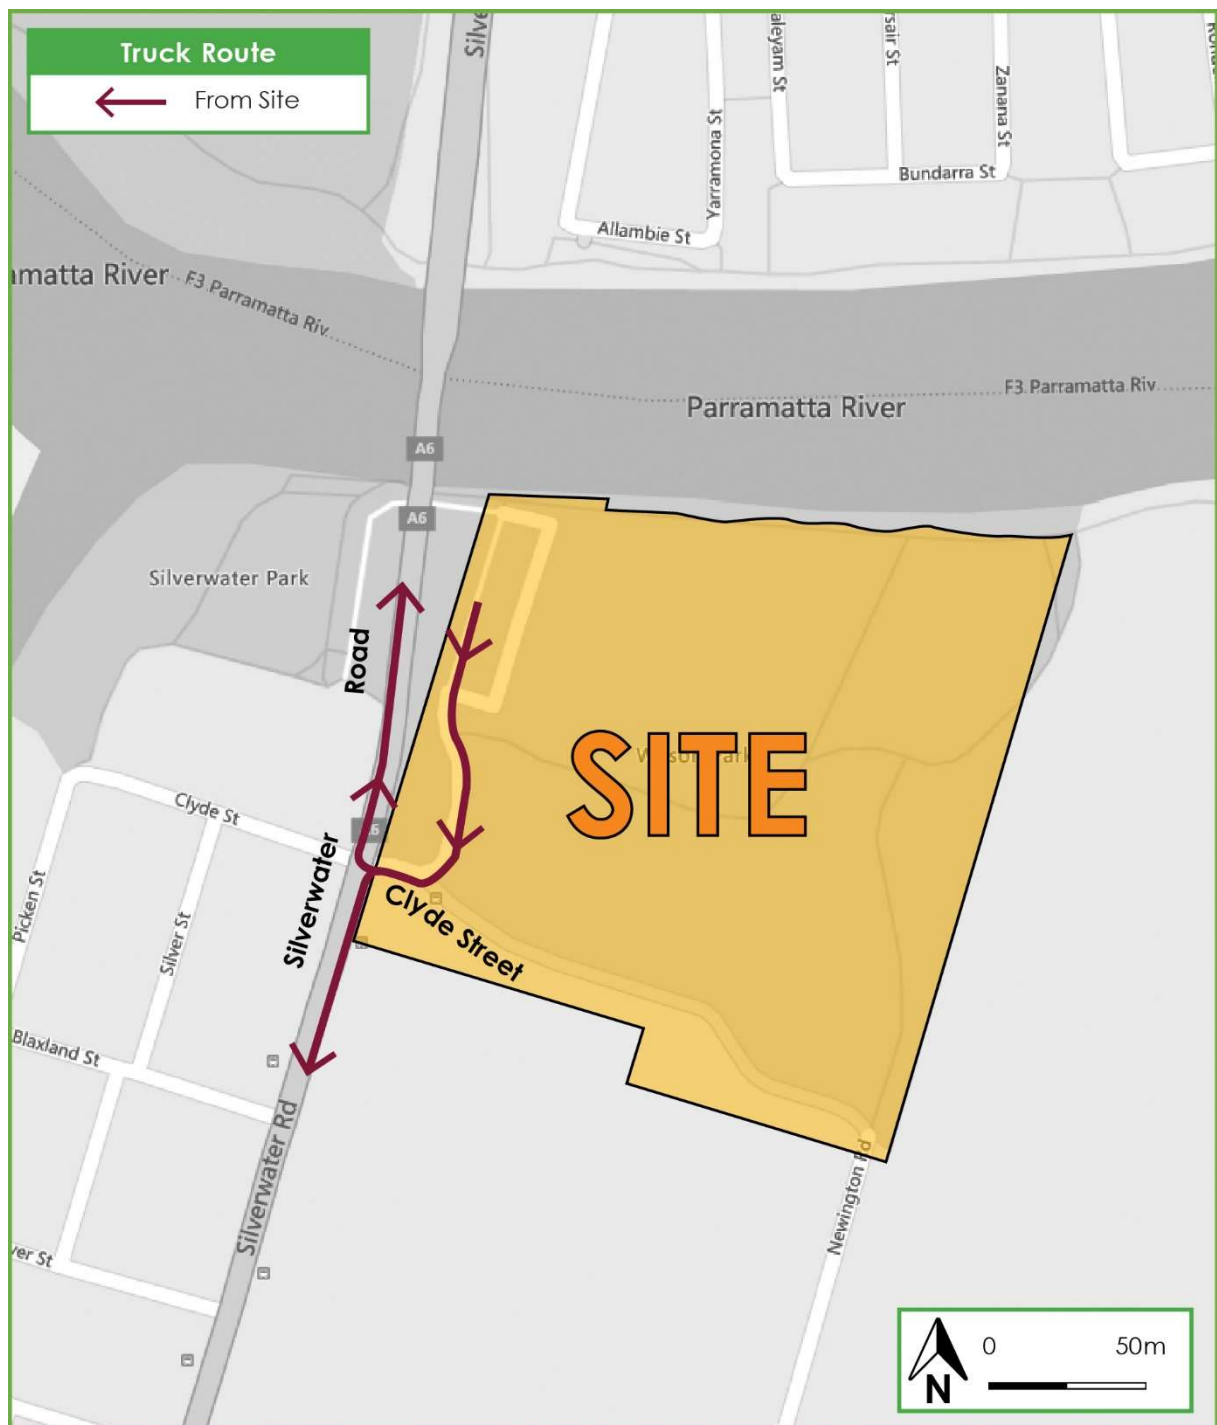 Truck Route
From Site
Silve
aleyam St
rsair St
Zanana St
Yarramona St
Bundarra St
Allambie St
amatta River
F3 Parramatta Riv
F3 Parramatta Riv
Parramatta River
A6
A6
Silverwater Park
Road
SITE
Clyde St
Silverwater
Clyde Street
Picken St
Silver St
Blaxland St
Silverwater Rd
Newington Rd
ver St
0 50m
N